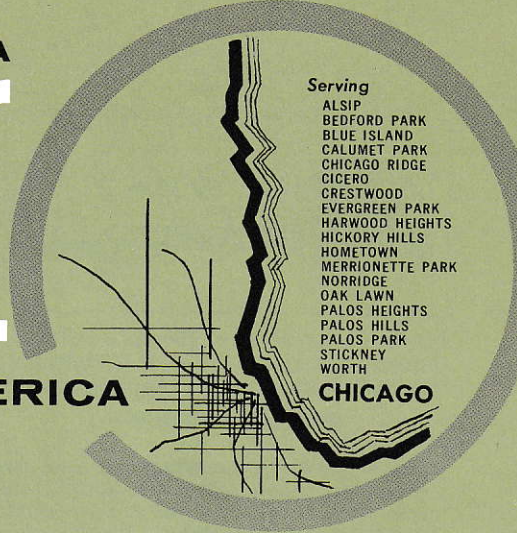 Serving
ALSIP
BEDFORD PARK
BLUE ISLAND
CALUMET PARK
CHICAGO RIDGE
CICERO
CRESTWOOD
EVERGREEN PARK
HARWOOD HEIGHTS
HICKORY HILLS
HOMETOWN
MERRIONETTE PARK
NORRIDGE
OAK LAWN
PALOS HEIGHTS
PALOS HILLS
PALOS PARK
STICKNEY
WORTH
CHICAGO
ERICA